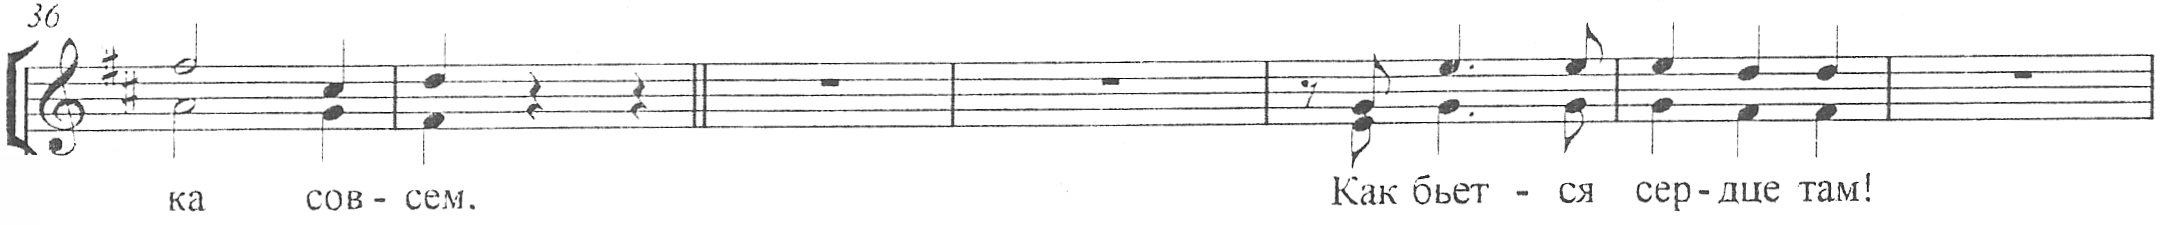 36
ка сов - сем. Как бьет - ся сер - дце там!